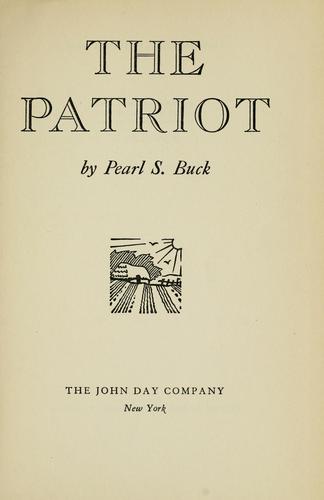 THE
PATRIOT
by Pearl S. Buck
THE JOHN DAY COMPANY
New York